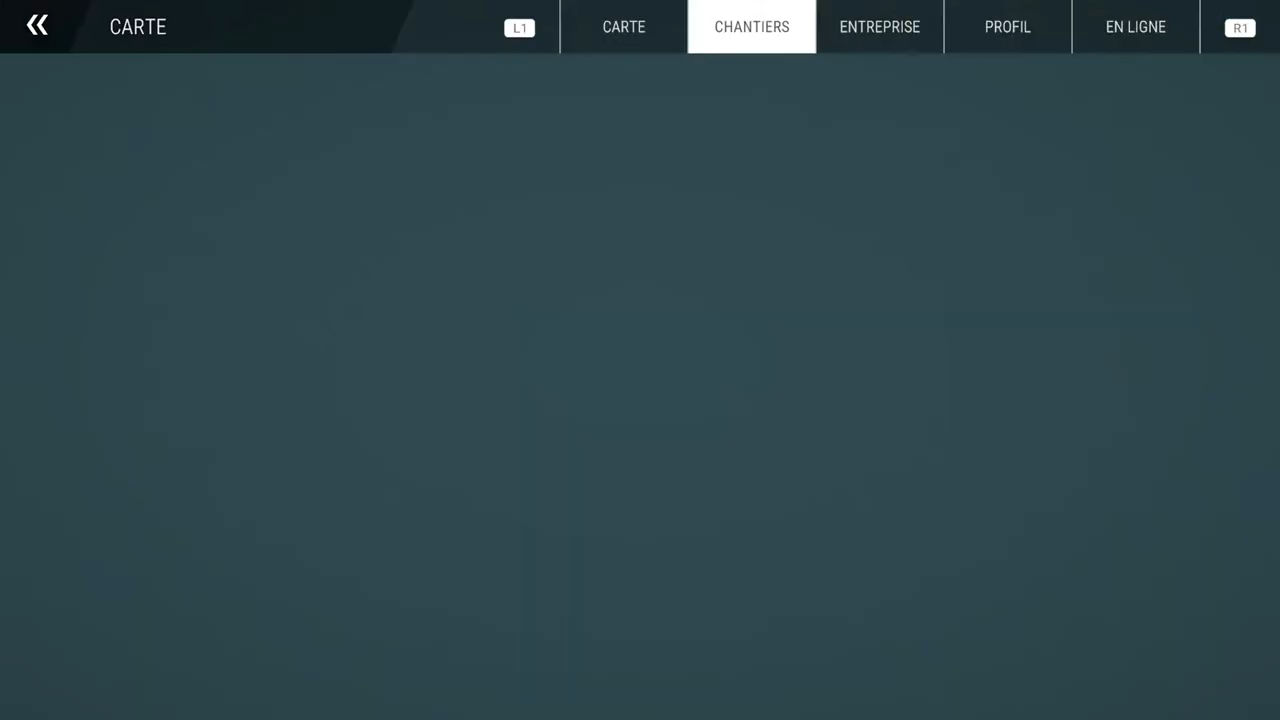 CARTE
L1
CARTE
CHANTIERS
ENTREPRISE
PROFIL
EN LIGNE
R1